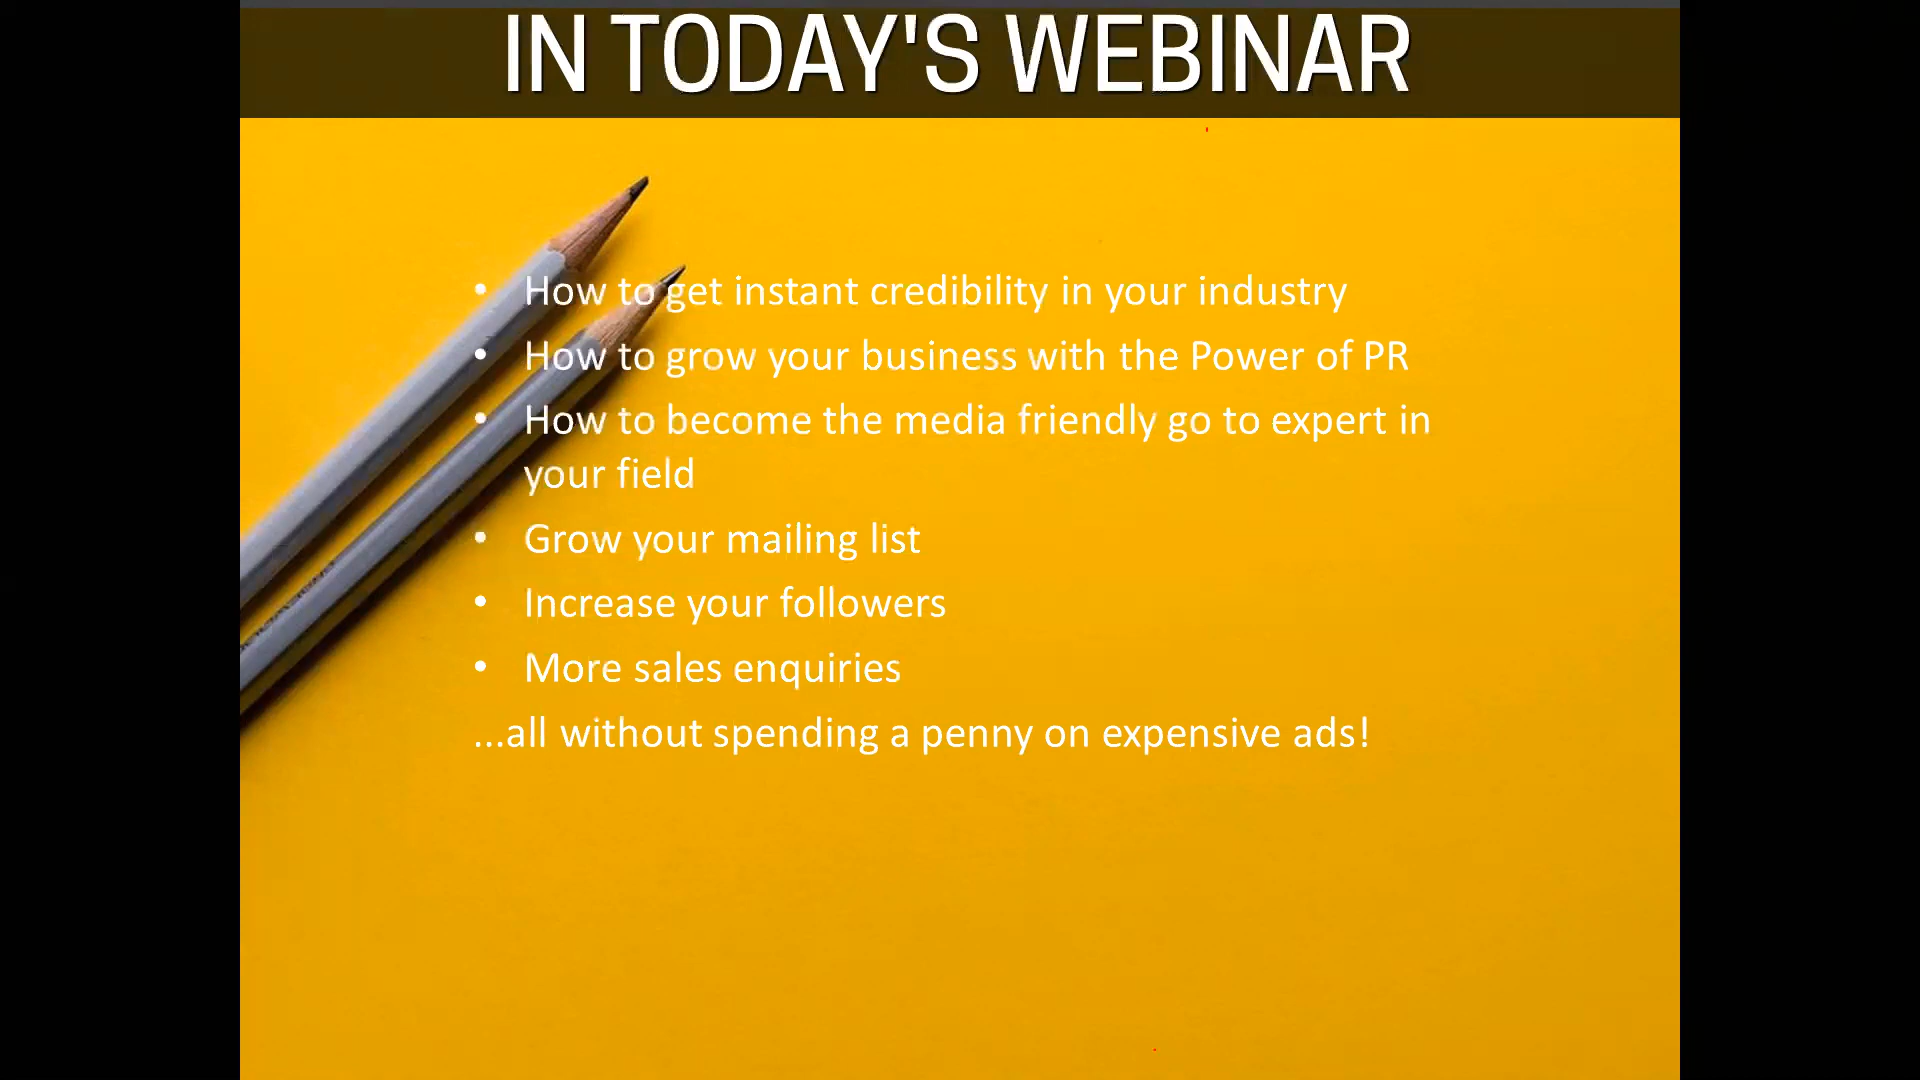 IN TODAY'S WEBINAR
• How to get instant credibility in your industry
• How to grow your business with the Power of PR
• How to become the media friendly go to expert in
your field
• Grow your mailing list
• Increase your followers
• More sales enquiries
...all without spending a penny on expensive ads!